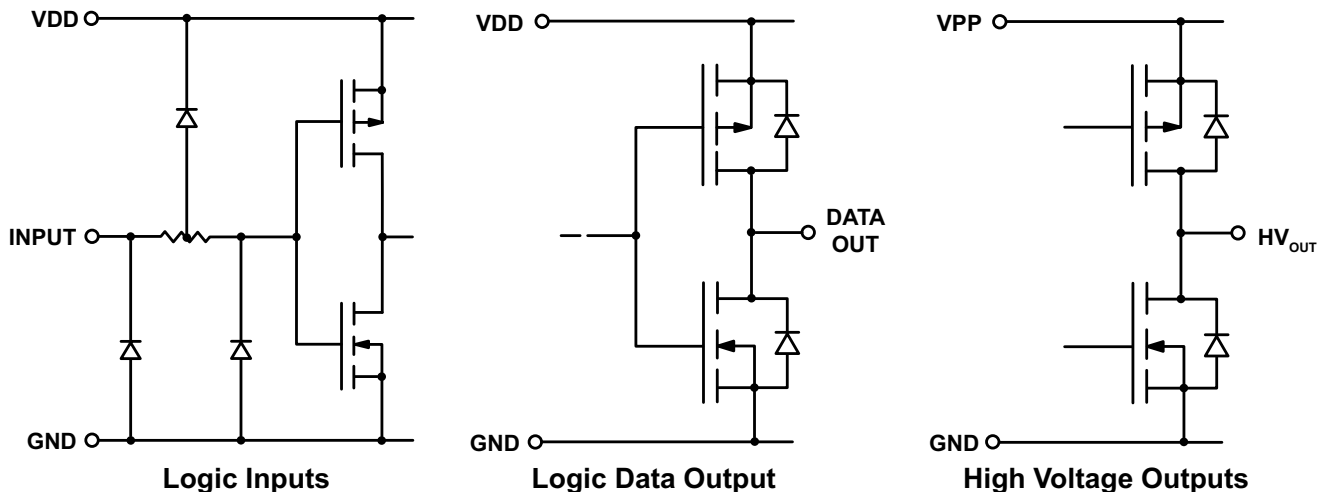 VDD
INPUT
GND
Logic Inputs
VDD
DATA
OUT
GND
Logic Data Output
VPP
HVOUT
GND
High Voltage Outputs